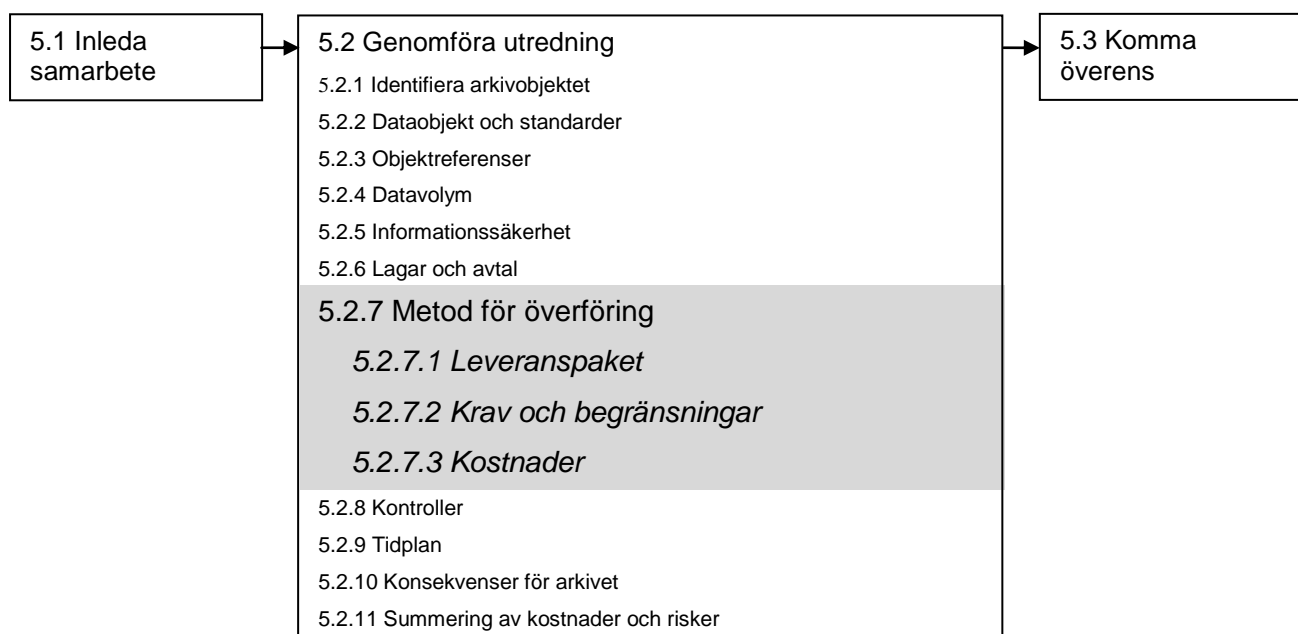 5.1 Inleda
samarbete
5.2 Genomföra utredning
5.2.1 Identifiera arkivobjektet
5.2.2 Dataobjekt och standarder
5.2.3 Objektreferenser
5.2.4 Datavolym
5.2.5 Informationssäkerhet
5.2.6 Lagar och avtal
5.2.7 Metod för överföring
5.2.7.1 Leveranspaket
5.2.7.2 Krav och begränsningar
5.2.7.3 Kostnader
5.2.8 Kontroller
5.2.9 Tidplan
5.2.10 Konsekvenser för arkivet
5.2.11 Summering av kostnader och risker
5.3 Komma
överens